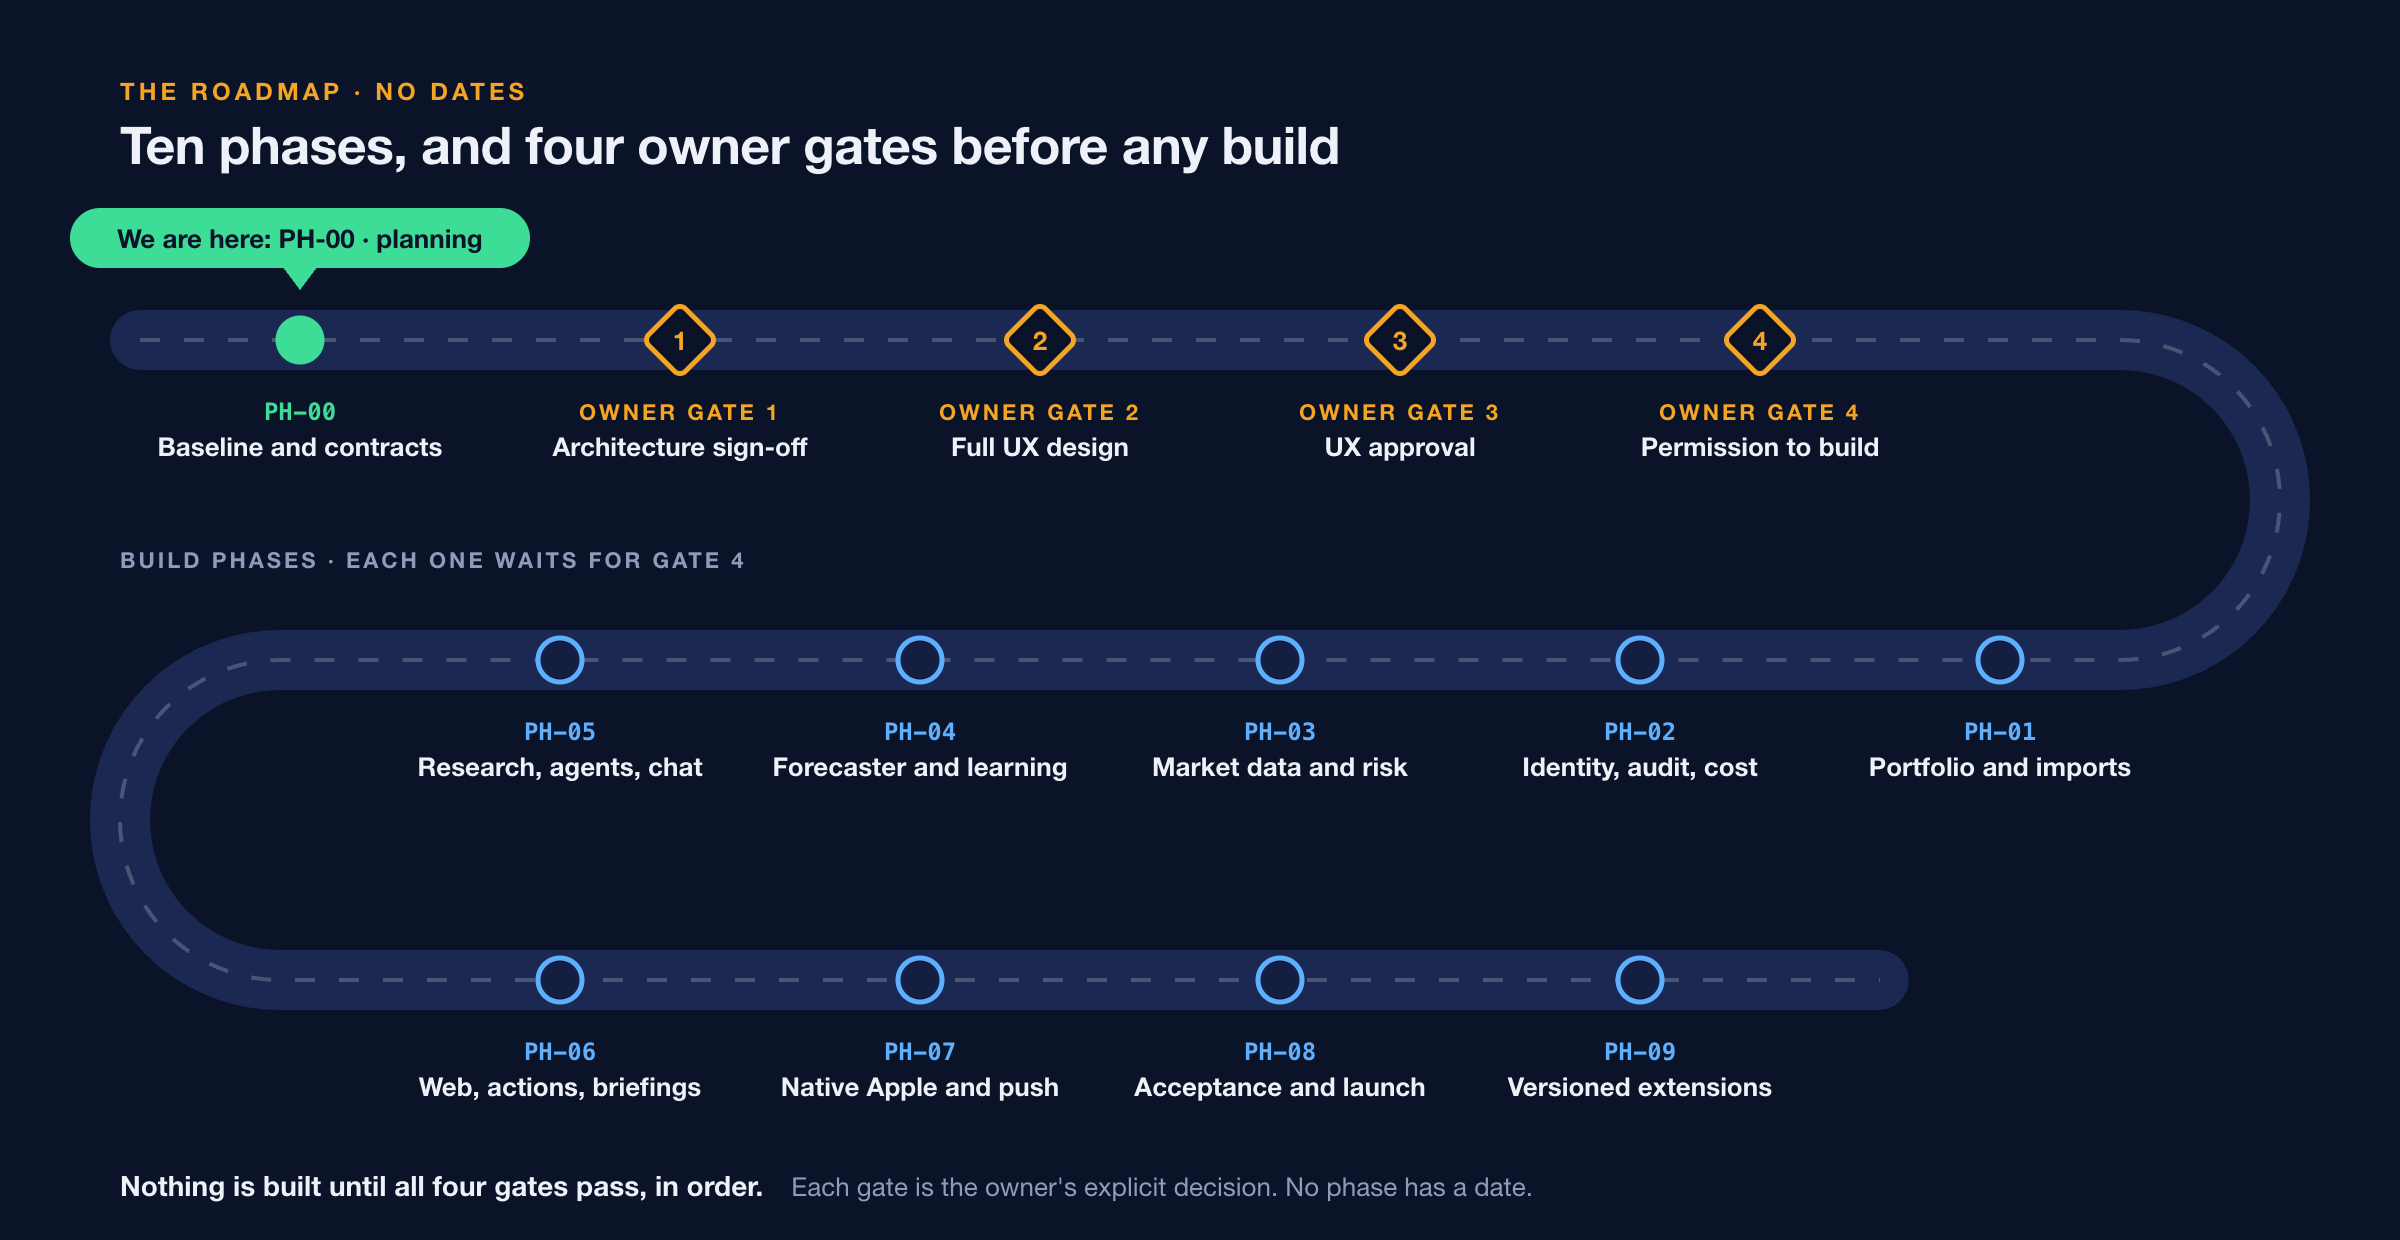 THE ROADMAP · NO DATES
Ten phases, and four owner gates before any build
We are here: PH-00 · planning
1
2
3
4
PH-00
Baseline and contracts
OWNER GATE 1
Architecture sign-off
OWNER GATE 2
Full UX design
OWNER GATE 3
UX approval
OWNER GATE 4
Permission to build
BUILD PHASES · EACH ONE WAITS FOR GATE 4
PH-05
Research, agents, chat
PH-04
Forecaster and learning
PH-03
Market data and risk
PH-02
Identity, audit, cost
PH-01
Portfolio and imports
PH-06
Web, actions, briefings
PH-07
Native Apple and push
PH-08
Acceptance and launch
PH-09
Versioned extensions
Nothing is built until all four gates pass, in order. Each gate is the owner's explicit decision. No phase has a date.